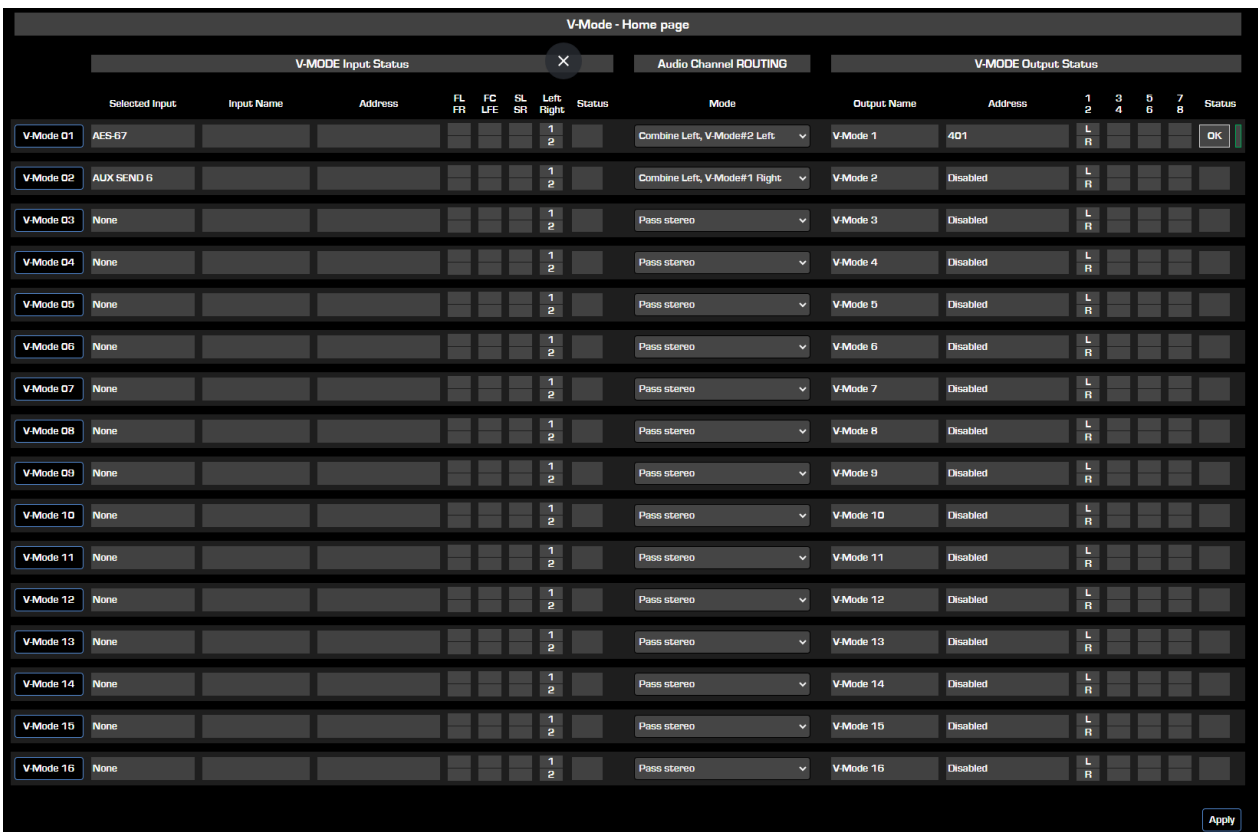 V-Mode - Home page
V-MODE Input Status Audio Channel ROUTING V-MODE Output Status
Selected Input Input Name Address FL FC SL Left Status Mode Output Name Address 1 3 5 7 Status
FR LFE SR Right 2 4 6 8
V-Mode 01 AES-67 1 Combine Left, V-Mode#2 Left V-Mode 1 401 L OK
2 R
V-Mode 02 AUX SEND 6 1 Combine Left, V-Mode#1 Right V-Mode 2 Disabled L
2 R
V-Mode 03 None 1 Pass stereo V-Mode 3 Disabled L
2 R
V-Mode 04 None 1 Pass stereo V-Mode 4 Disabled L
2 R
V-Mode 05 None 1 Pass stereo V-Mode 5 Disabled L
2 R
V-Mode 06 None 1 Pass stereo V-Mode 6 Disabled L
2 R
V-Mode 07 None 1 Pass stereo V-Mode 7 Disabled L
2 R
V-Mode 08 None 1 Pass stereo V-Mode 8 Disabled L
2 R
V-Mode 09 None 1 Pass stereo V-Mode 9 Disabled L
2 R
V-Mode 10 None 1 Pass stereo V-Mode 10 Disabled L
2 R
V-Mode 11 None 1 Pass stereo V-Mode 11 Disabled L
2 R
V-Mode 12 None 1 Pass stereo V-Mode 12 Disabled L
2 R
V-Mode 13 None 1 Pass stereo V-Mode 13 Disabled L
2 R
V-Mode 14 None 1 Pass stereo V-Mode 14 Disabled L
2 R
V-Mode 15 None 1 Pass stereo V-Mode 15 Disabled L
2 R
V-Mode 16 None 1 Pass stereo V-Mode 16 Disabled L
2 R
Apply